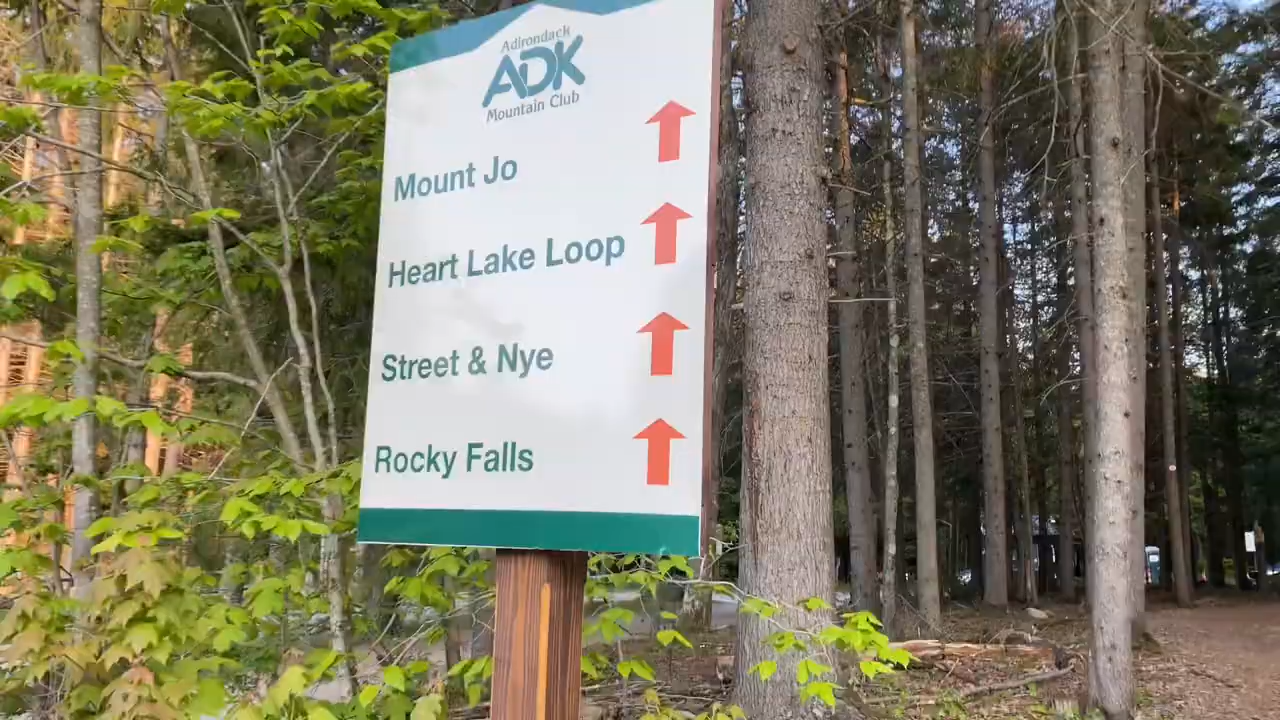 Adirondack
ADK
Mountain Club
Mount Jo
Heart Lake Loop
Street & Nye
Rocky Falls